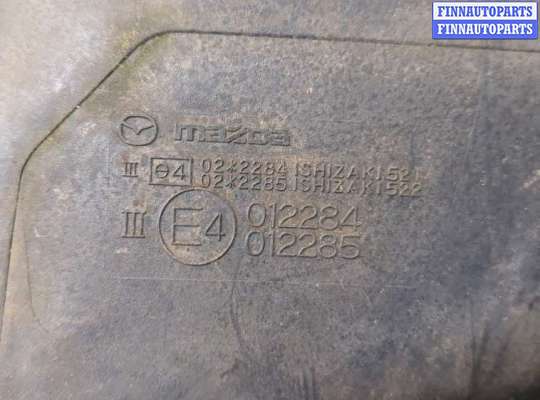 FINNAUTOPARTS
FINNAUTOPARTS
mazda
III e4 02*2284 ISHIZAKI 521
02*2285 ISHIZAKI 522
III E4 012284
012285